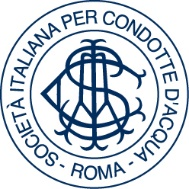 SOCIETÀ ITALIANA PER CONDOTTE D'ACQUA
- ROMA -